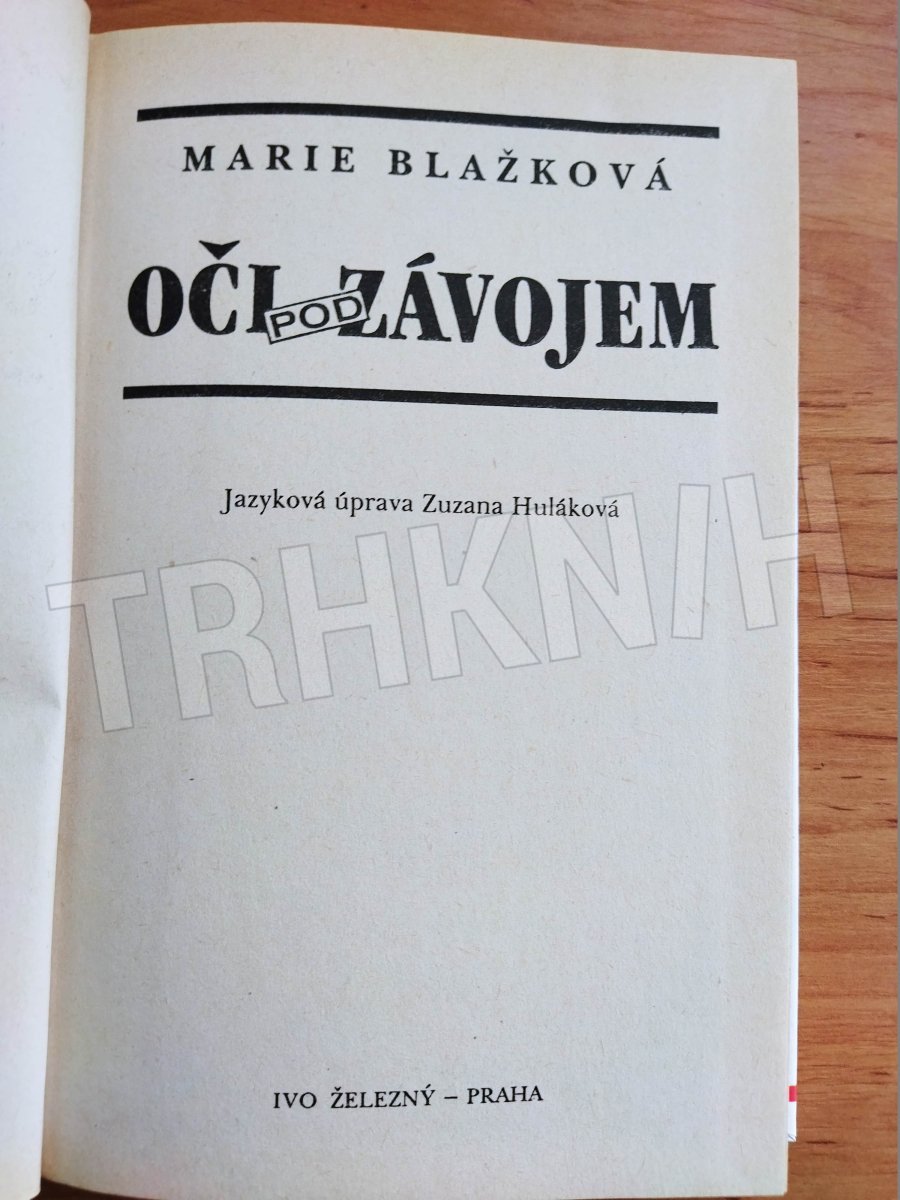 MARIE BLAŽKOVÁ
OČI POD ZÁVOJEM
Jazyková úprava Zuzana Huláková
TRHKNIH
IVO ŽELEZNÝ – PRAHA